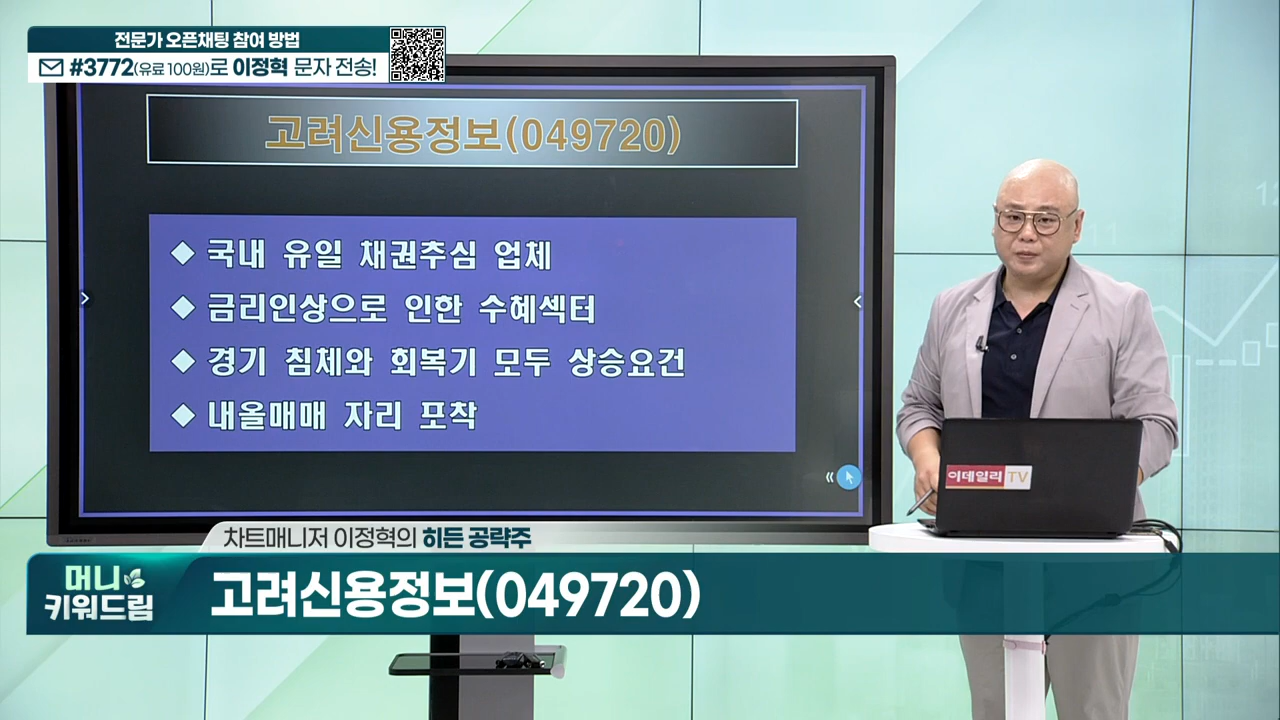 전문가 오픈채팅 참여 방법
#3772(유료 100원)로 이정혁 문자 전송!
고려신용정보(049720)
◆ 국내 유일 채권추심 업체
◆ 금리인상으로 인한 수혜섹터
◆ 경기 침체와 회복기 모두 상승요건
◆ 내올매매 자리 포착
이데일리 TV
차트매니저 이정혁의 히든 공략주
머니
키워드림
고려신용정보(049720)